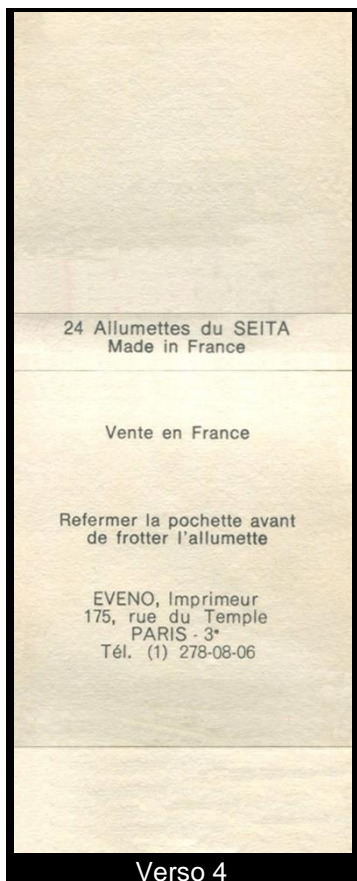 24 Allumettes du SEITA
Made in France
Vente en France
Refermer la pochette avant
de frotter l'allumette
EVENO, Imprimeur
175, rue du Temple
PARIS - 3e
Tél. (1) 278-08-06
Verso 4